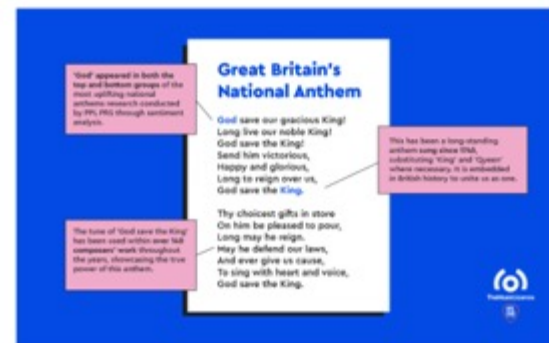 Great Britain's
National Anthem
'God' appeared in both the
top and bottom groups of the
most uplifting national
anthems research conducted
by PPL PRS through sentiment
analysis.
God save our gracious King!
Long live our noble King!
God save the King!
Send him victorious,
Happy and glorious,
Long to reign over us,
God save the King.
This has been a long-standing
anthem sung since 1745,
substituting 'King' and 'Queen'
where necessary. It is embedded
in British history to unite us as one.
Thy choicest gifts in store
On him be pleased to pour,
Long may he reign.
May he defend our laws,
And ever give us cause,
To sing with heart and voice,
God save the King.
The tune of 'God save the King'
has been used within over 140
composers' work throughout
the years, showcasing the true
power of this anthem.
TheMusicLicence